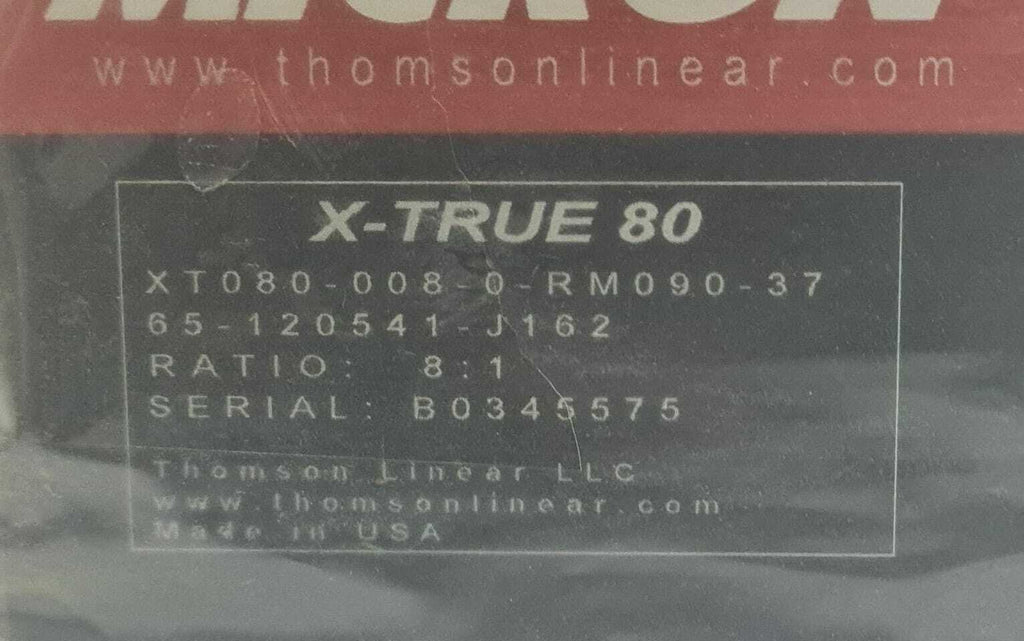 MICRON
www.thomsonlinear.com
X-TRUE 80
XT080-008-0-RM090-37
65-120541-J162
RATIO: 8:1
SERIAL: B0345575
Thomson Linear LLC
www.thomsonlinear.com
Made in USA